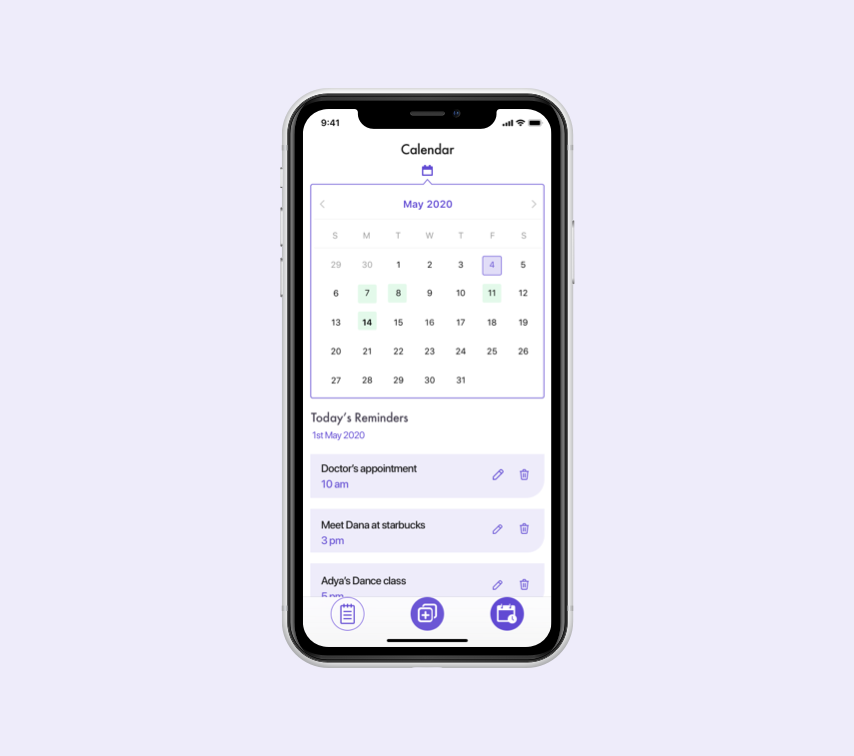 9:41
Calendar
May 2020
S M T W T F S
29 30 1 2 3 4 5
6 7 8 9 10 11 12
13 14 15 16 17 18 19
20 21 22 23 24 25 26
27 28 29 30 31
Today's Reminders
1st May 2020
Doctor's appointment
10 am
Meet Dana at starbucks
3 pm
Adya's Dance class
5 pm